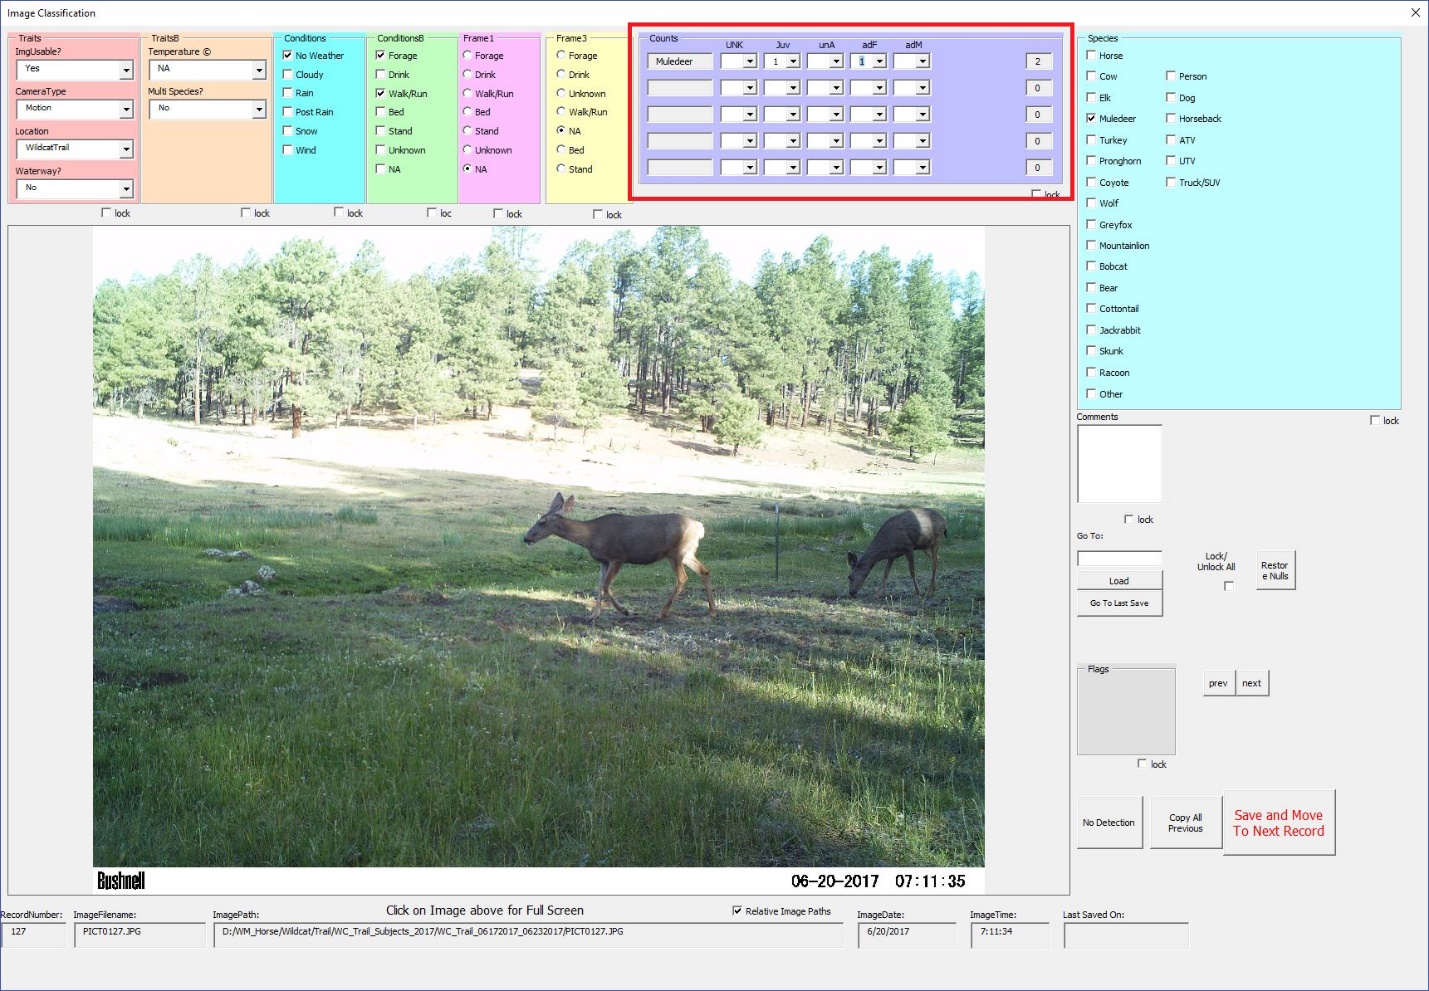 Image Classification
Traits
ImgUsable?
Yes
CameraType
Motion
Location
WildcatTrail
Waterway?
No
lock
TraitsB
Temperature ©
NA
Multi Species?
No
lock
Conditions
No Weather
Cloudy
Rain
Post Rain
Snow
Wind
lock
ConditionsB
Forage
Drink
Walk/Run
Bed
Stand
Unknown
NA
loc
Frame1
Forage
Drink
Walk/Run
Bed
Stand
Unknown
NA
lock
Frame3
Forage
Drink
Unknown
Walk/Run
NA
Bed
Stand
lock
Counts
UNK Juv unA adF adM
Muledeer 1 1 2
0
0
0
0
lock
Species
Horse
Cow
Elk
Muledeer
Turkey
Pronghorn
Coyote
Wolf
Greyfox
Mountainlion
Bobcat
Bear
Cottontail
Jackrabbit
Skunk
Racoon
Other
Person
Dog
Horseback
ATV
UTV
Truck/SUV
lock
Comments
lock
Go To:
Load
Go To Last Save
Lock/
Unlock All
Restor
e Nulls
Flags
lock
prev next
No Detection
Copy All
Previous
Save and Move
To Next Record
Bushnell 06-20-2017 07:11:35
Click on Image above for Full Screen
Relative Image Paths
RecordNumber: ImageFilename: ImagePath: ImageDate: ImageTime: Last Saved On:
127 PICT0127.JPG D:/WM_Horse/Wildcat/Trail/WC_Trail_Subjects_2017/WC_Trail_06172017_06232017/PICT0127.JPG 6/20/2017 7:11:34